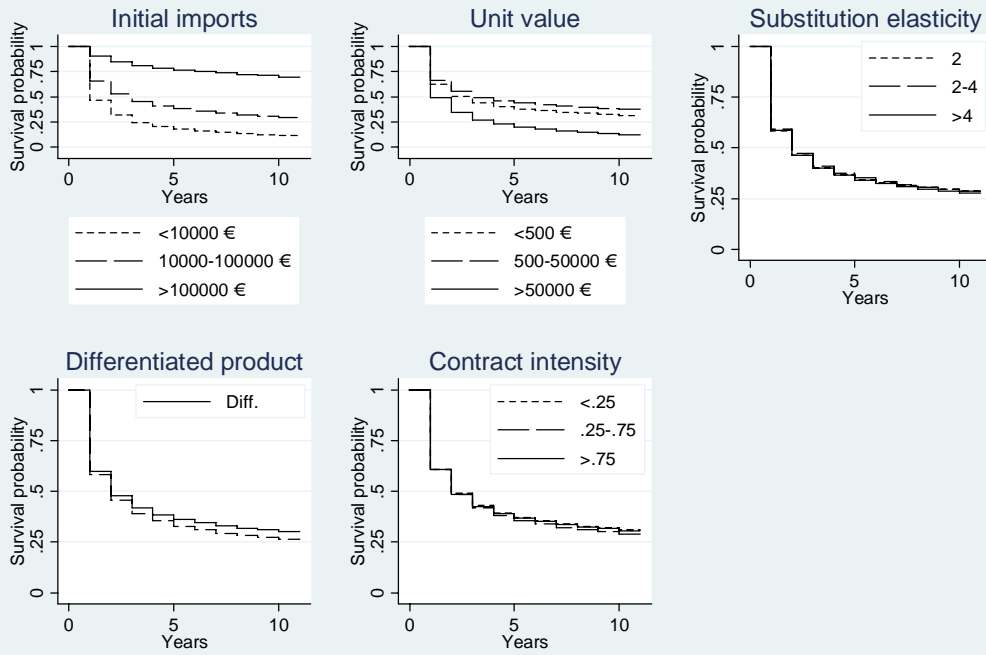 Initial imports
Survival probability
0 .25 .5 .75 1
0 5 10
Years
<10000 €
10000-100000 €
>100000 €
Unit value
Survival probability
0 .25 .5 .75 1
0 5 10
Years
<500 €
500-50000 €
>50000 €
Substitution elasticity
Survival probability
0 .25 .5 .75 1
0 5 10
Years
2
2-4
>4
Differentiated product
Survival probability
0 .25 .5 .75 1
0 5 10
Years
Diff.
Contract intensity
Survival probability
0 .25 .5 .75 1
0 5 10
Years
<.25
.25-.75
>.75